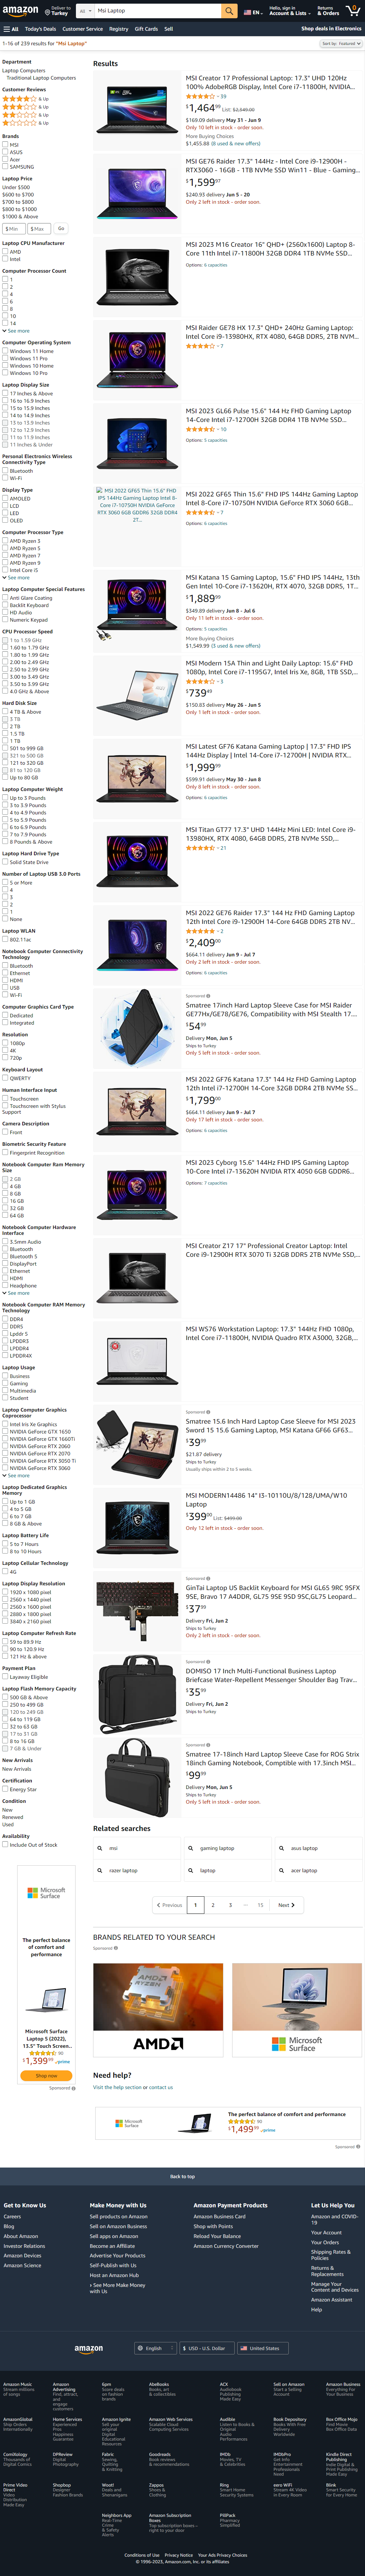 amazon
Deliver to
Turkey
All
Msi Laptop
EN
Hello, sign in
Account & Lists
Returns
& Orders
0
All
Today's Deals
Customer Service
Registry
Gift Cards
Sell
Shop deals in Electronics
1-16 of 239 results for "Msi Laptop"
Sort by: Featured
Department
Laptop Computers
Traditional Laptop Computers
Customer Reviews
& Up
& Up
& Up
& Up
Brands
MSI
ASUS
Acer
SAMSUNG
Laptop Price
Under $500
$600 to $700
$700 to $800
$800 to $1000
$1000 & Above
$ Min
$ Max
Go
Laptop CPU Manufacturer
AMD
Intel
Computer Processor Count
1
2
4
6
8
10
14
See more
Computer Operating System
Windows 11 Home
Windows 11 Pro
Windows 10 Home
Windows 10 Pro
Laptop Display Size
17 Inches & Above
16 to 16.9 Inches
15 to 15.9 Inches
14 to 14.9 Inches
13 to 13.9 Inches
12 to 12.9 Inches
11 to 11.9 Inches
11 Inches & Under
Personal Electronics Wireless
Connectivity Type
Bluetooth
Wi-Fi
Display Type
AMOLED
LCD
LED
OLED
Computer Processor Type
AMD Ryzen 3
AMD Ryzen 5
AMD Ryzen 7
AMD Ryzen 9
Intel Core i5
See more
Laptop Computer Special Features
Anti Glare Coating
Backlit Keyboard
HD Audio
Numeric Keypad
CPU Processor Speed
1 to 1.59 GHz
1.60 to 1.79 GHz
1.80 to 1.99 GHz
2.00 to 2.49 GHz
2.50 to 2.99 GHz
3.00 to 3.49 GHz
3.50 to 3.99 GHz
4.0 GHz & Above
Hard Disk Size
4 TB & Above
3 TB
2 TB
1.5 TB
1 TB
501 to 999 GB
321 to 500 GB
121 to 320 GB
81 to 120 GB
Up to 80 GB
Laptop Computer Weight
Up to 3 Pounds
3 to 3.9 Pounds
4 to 4.9 Pounds
5 to 5.9 Pounds
6 to 6.9 Pounds
7 to 7.9 Pounds
8 Pounds & Above
Laptop Hard Drive Type
Solid State Drive
Number of Laptop USB 3.0 Ports
5 or More
4
3
2
1
None
Laptop WLAN
802.11ac
Notebook Computer Connectivity
Technology
Bluetooth
Ethernet
HDMI
USB
Wi-Fi
Computer Graphics Card Type
Dedicated
Integrated
Resolution
1080p
4K
720p
Keyboard Layout
QWERTY
Human Interface Input
Touchscreen
Touchscreen with Stylus
Support
Camera Description
Front
Biometric Security Feature
Fingerprint Recognition
Notebook Computer Ram Memory
Size
2 GB
4 GB
8 GB
16 GB
32 GB
64 GB
Notebook Computer Hardware
Interface
3.5mm Audio
Bluetooth
Bluetooth 5
DisplayPort
Ethernet
HDMI
Headphone
See more
Notebook Computer RAM Memory
Technology
DDR4
DDR5
Lpddr 5
LPDDR3
LPDDR4
LPDDR4X
Laptop Usage
Business
Gaming
Multimedia
Student
Laptop Computer Graphics
Coprocessor
Intel Iris Xe Graphics
NVIDIA GeForce GTX 1650
NVIDIA GeForce GTX 1660Ti
NVIDIA GeForce RTX 2060
NVIDIA GeForce RTX 2070
NVIDIA GeForce RTX 3050 Ti
NVIDIA GeForce RTX 3060
See more
Laptop Dedicated Graphics
Memory
Up to 1 GB
4 to 5 GB
6 to 7 GB
8 GB & Above
Laptop Battery Life
5 to 7 Hours
8 to 10 Hours
Laptop Cellular Technology
4G
Laptop Display Resolution
1920 x 1080 pixel
2560 x 1440 pixel
2560 x 1600 pixel
2880 x 1800 pixel
3840 x 2160 pixel
Computer Refresh Rate
59 to 89.9 Hz
90 to 120.9 Hz
121 Hz & above
Payment Plan
Layaway Eligible
Laptop Flash Memory Capacity
500 GB & Above
250 to 499 GB
120 to 249 GB
64 to 119 GB
32 to 63 GB
17 to 31 GB
8 to 16 GB
7 GB & Under
New Arrivals
New Arrivals
Certification
Energy Star
Condition
New
Renewed
Used
Availability
Include Out of Stock
Microsoft
Surface
The perfect balance
of comfort and
performance
Microsoft Surface
Laptop 5 (2022),
13.5" Touch Screen...
90
$1,399.99 prime
Shop now
Sponsored
Results
MSI Creator 17 Professional Laptop: 17.3" UHD 120Hz
100% AdobeRGB Display, Intel Core i7-11800H, NVIDIA...
39
$1,464.99 List: $2,549.00
$169.09 delivery May 31 - Jun 9
Only 10 left in stock - order soon.
More Buying Choices
$1,455.88 (8 used & new offers)
MSI GE76 Raider 17.3" 144Hz - Intel Core i9-12900H -
RTX3060 - 16GB - 1TB NVME SSD Win11 - Blue - Gaming...
$1,599.97
$240.93 delivery Jun 5 - 20
Only 2 left in stock - order soon.
MSI 2023 M16 Creator 16" QHD+ (2560x1600) Laptop 8-
Core 11th Intel i7-11800H 32GB DDR4 1TB NVMe SSD...
Options: 6 capacities
MSI Raider GE78 HX 17.3" QHD+ 240Hz Gaming Laptop:
Intel Core i9-13980HX, RTX 4080, 64GB DDR5, 2TB NVM...
7
MSI 2023 GL66 Pulse 15.6" 144 Hz FHD Gaming Laptop
14-Core Intel i7-12700H 32GB DDR4 1TB NVMe SSD...
10
Options: 5 capacities
MSI 2022 GF65 Thin 15.6" FHD
IPS 144Hz Gaming Laptop Intel 8-
Core i7-10750H NVIDIA GeForce
RTX 3060 6GB GDDR6 32GB DDR4
2T...
MSI 2022 GF65 Thin 15.6" FHD IPS 144Hz Gaming Laptop
Intel 8-Core i7-10750H NVIDIA GeForce RTX 3060 6GB...
7
Options: 6 capacities
MSI Katana 15 Gaming Laptop, 15.6" FHD IPS 144Hz, 13th
Gen Intel 10-Core i7-13620H, RTX 4070, 32GB DDR5, 1T...
$1,889.99
$349.89 delivery Jun 8 - Jul 6
Only 11 left in stock - order soon.
Options: 5 capacities
More Buying Choices
$1,549.99 (3 used & new offers)
MSI Modern 15A Thin and Light Daily Laptop: 15.6" FHD
1080p, Intel Core i7-1195G7, Intel Iris Xe, 8GB, 1TB SSD,...
3
$739.49
$150.83 delivery May 26 - Jun 5
Only 1 left in stock - order soon.
MSI Latest GF76 Katana Gaming Laptop | 17.3" FHD IPS
144Hz Display | Intel 14-Core i7-12700H | NVIDIA RTX...
$1,999.99
$599.91 delivery May 30 - Jun 8
Only 8 left in stock - order soon.
Options: 6 capacities
MSI Titan GT77 17.3" UHD 144Hz Mini LED: Intel Core i9-
13980HX, RTX 4080, 64GB DDR5, 2TB NVMe SSD,...
21
MSI 2022 GE76 Raider 17.3" 144 Hz FHD Gaming Laptop
12th Intel Core i9-12900H 14-Core 64GB DDR5 2TB NV...
2
$2,409.00
$664.11 delivery Jun 9 - Jul 7
Only 2 left in stock - order soon.
Options: 6 capacities
Sponsored
Smatree 17inch Hard Laptop Sleeve Case for MSI Raider
GE77Hx/GE78/GE76, Compatibility with MSI Stealth 17....
$54.99
Delivery Mon, Jun 5
Ships to Turkey
Only 5 left in stock - order soon.
MSI 2022 GF76 Katana 17.3" 144 Hz FHD Gaming Laptop
12th Intel i7-12700H 14-Core 32GB DDR4 2TB NVMe SS...
$1,799.00
$664.11 delivery Jun 9 - Jul 7
Only 17 left in stock - order soon.
Options: 6 capacities
MSI 2023 Cyborg 15.6" 144Hz FHD IPS Gaming Laptop
10-Core Intel i7-13620H NVIDIA RTX 4050 6GB GDDR6...
Options: 7 capacities
MSI Creator Z17 17" Professional Creator Laptop: Intel
Core i9-12900H RTX 3070 Ti 32GB DDR5 2TB NVMe SSD,...
MSI WS76 Workstation Laptop: 17.3" 144Hz FHD 1080p,
Intel Core i7-11800H, NVIDIA Quadro RTX A3000, 32GB,...
Sponsored
Smatree 15.6 Inch Hard Laptop Case Sleeve for MSI 2023
Sword 15 15.6 Gaming Laptop, MSI Katana GF66 GF63...
$39.99
$21.87 delivery
Ships to Turkey
Usually ships within 2 to 3 weeks.
MSI MODERN14486 14" I3-10110U/8/128/UMA/W10
Laptop
$399.00 List: $499.00
Only 12 left in stock - order soon.
Sponsored
GinTai Laptop US Backlit Keyboard for MSI GL65 9RC 9SFX
9SE, Bravo 17 A4DDR, GL75 9SE 9SD 9SC,GL75 Leopard...
$37.99
Delivery Fri, Jun 2
Ships to Turkey
Only 2 left in stock - order soon.
Sponsored
DOMISO 17 Inch Multi-Functional Business Laptop
Briefcase Water-Repellent Messenger Shoulder Bag Trav...
$35.99
Delivery Fri, Jun 2
Ships to Turkey
Sponsored
Smatree 17-18inch Hard Laptop Sleeve Case for ROG Strix
18inch Gaming Notebook, Comptible with 17.3inch MSI...
$99.99
Delivery Mon, Jun 5
Ships to Turkey
Only 5 left in stock - order soon.
Related searches
msi
gaming laptop
asus laptop
razer laptop
laptop
acer laptop
Previous
1
2
3
...
15
Next
BRANDS RELATED TO YOUR SEARCH
Sponsored
AMD
Microsoft
Surface
Need help?
Visit the help section or contact us
Microsoft
Surface
The perfect balance of comfort and performance
90
$1,499.99 prime
Sponsored
Back to top
Get to Know Us
Careers
Blog
About Amazon
Investor Relations
Amazon Devices
Amazon Science
Make Money with Us
Sell products on Amazon
Sell on Amazon Business
Sell apps on Amazon
Become an Affiliate
Advertise Your Products
Self-Publish with Us
Host an Amazon Hub
› See More Make Money
with Us
Amazon Payment Products
Amazon Business Card
Shop with Points
Reload Your Balance
Amazon Currency Converter
Let Us Help You
Amazon and COVID-
19
Your Account
Your Orders
Shipping Rates &
Policies
Returns &
Replacements
Manage Your
Content and Devices
Amazon Assistant
Help
amazon
English
$ USD - U.S. Dollar
United States
Amazon Music
Stream millions
of songs
Amazon
Advertising
Find, attract,
and
engage
customers
6pm
Score deals
on fashion
brands
AbeBooks
Books, art
& collectibles
ACX
Audiobook
Publishing
Made Easy
Sell on Amazon
Start a Selling
Account
Amazon Business
Everything For
Your Business
AmazonGlobal
Ship Orders
Internationally
Home Services
Experienced
Pros
Happiness
Guarantee
Amazon Ignite
Sell your
original
Digital
Educational
Resources
Amazon Web Services
Scalable Cloud
Computing Services
Audible
Listen to Books &
Original
Audio
Performances
Book Depository
Books With Free
Delivery
Worldwide
Box Office Mojo
Find Movie
Box Office Data
ComiXology
Thousands of
Digital Comics
DPReview
Digital
Photography
Fabric
Sewing,
Quilting
& Knitting
Goodreads
Book reviews
& recommendations
IMDb
Movies, TV
& Celebrities
IMDbPro
Get Info
Entertainment
Professionals
Need
Kindle Direct
Publishing
Indie Digital &
Print Publishing
Made Easy
Prime Video
Direct
Video
Distribution
Made Easy
Shopbop
Designer
Fashion Brands
Woot!
Deals and
Shenanigans
Zappos
Shoes &
Clothing
Ring
Smart Home
Security Systems
eero WiFi
Stream 4K Video
in Every Room
Blink
Smart Security
for Every Home
Neighbors App
Real-Time
Crime
& Safety
Alerts
Amazon Subscription
Boxes
Top subscription boxes –
right to your door
PillPack
Pharmacy
Simplified
Conditions of Use
Privacy Notice
Your Ads Privacy Choices
© 1996-2023, Amazon.com, Inc. or its affiliates